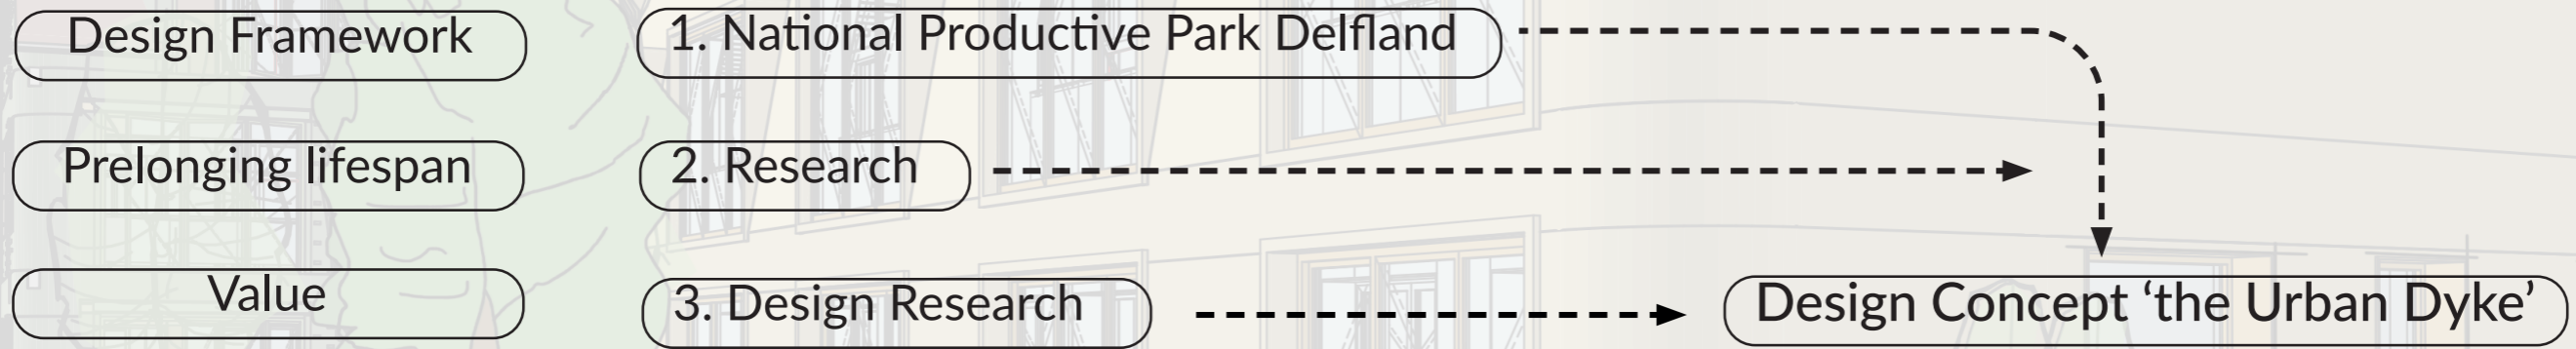 Design Framework
1. National Productive Park Delfland
Prelonging lifespan
2. Research
Value
3. Design Research
Design Concept ‘the Urban Dyke’